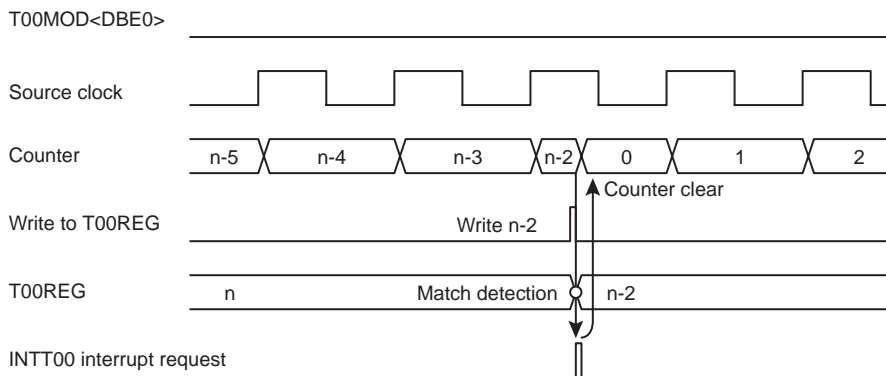 T00MOD<DBE0>
Source clock
Counter n-5 n-4 n-3 n-2 0 1 2
Counter clear
Write to T00REG Write n-2
T00REG n Match detection n-2
INTT00 interrupt request